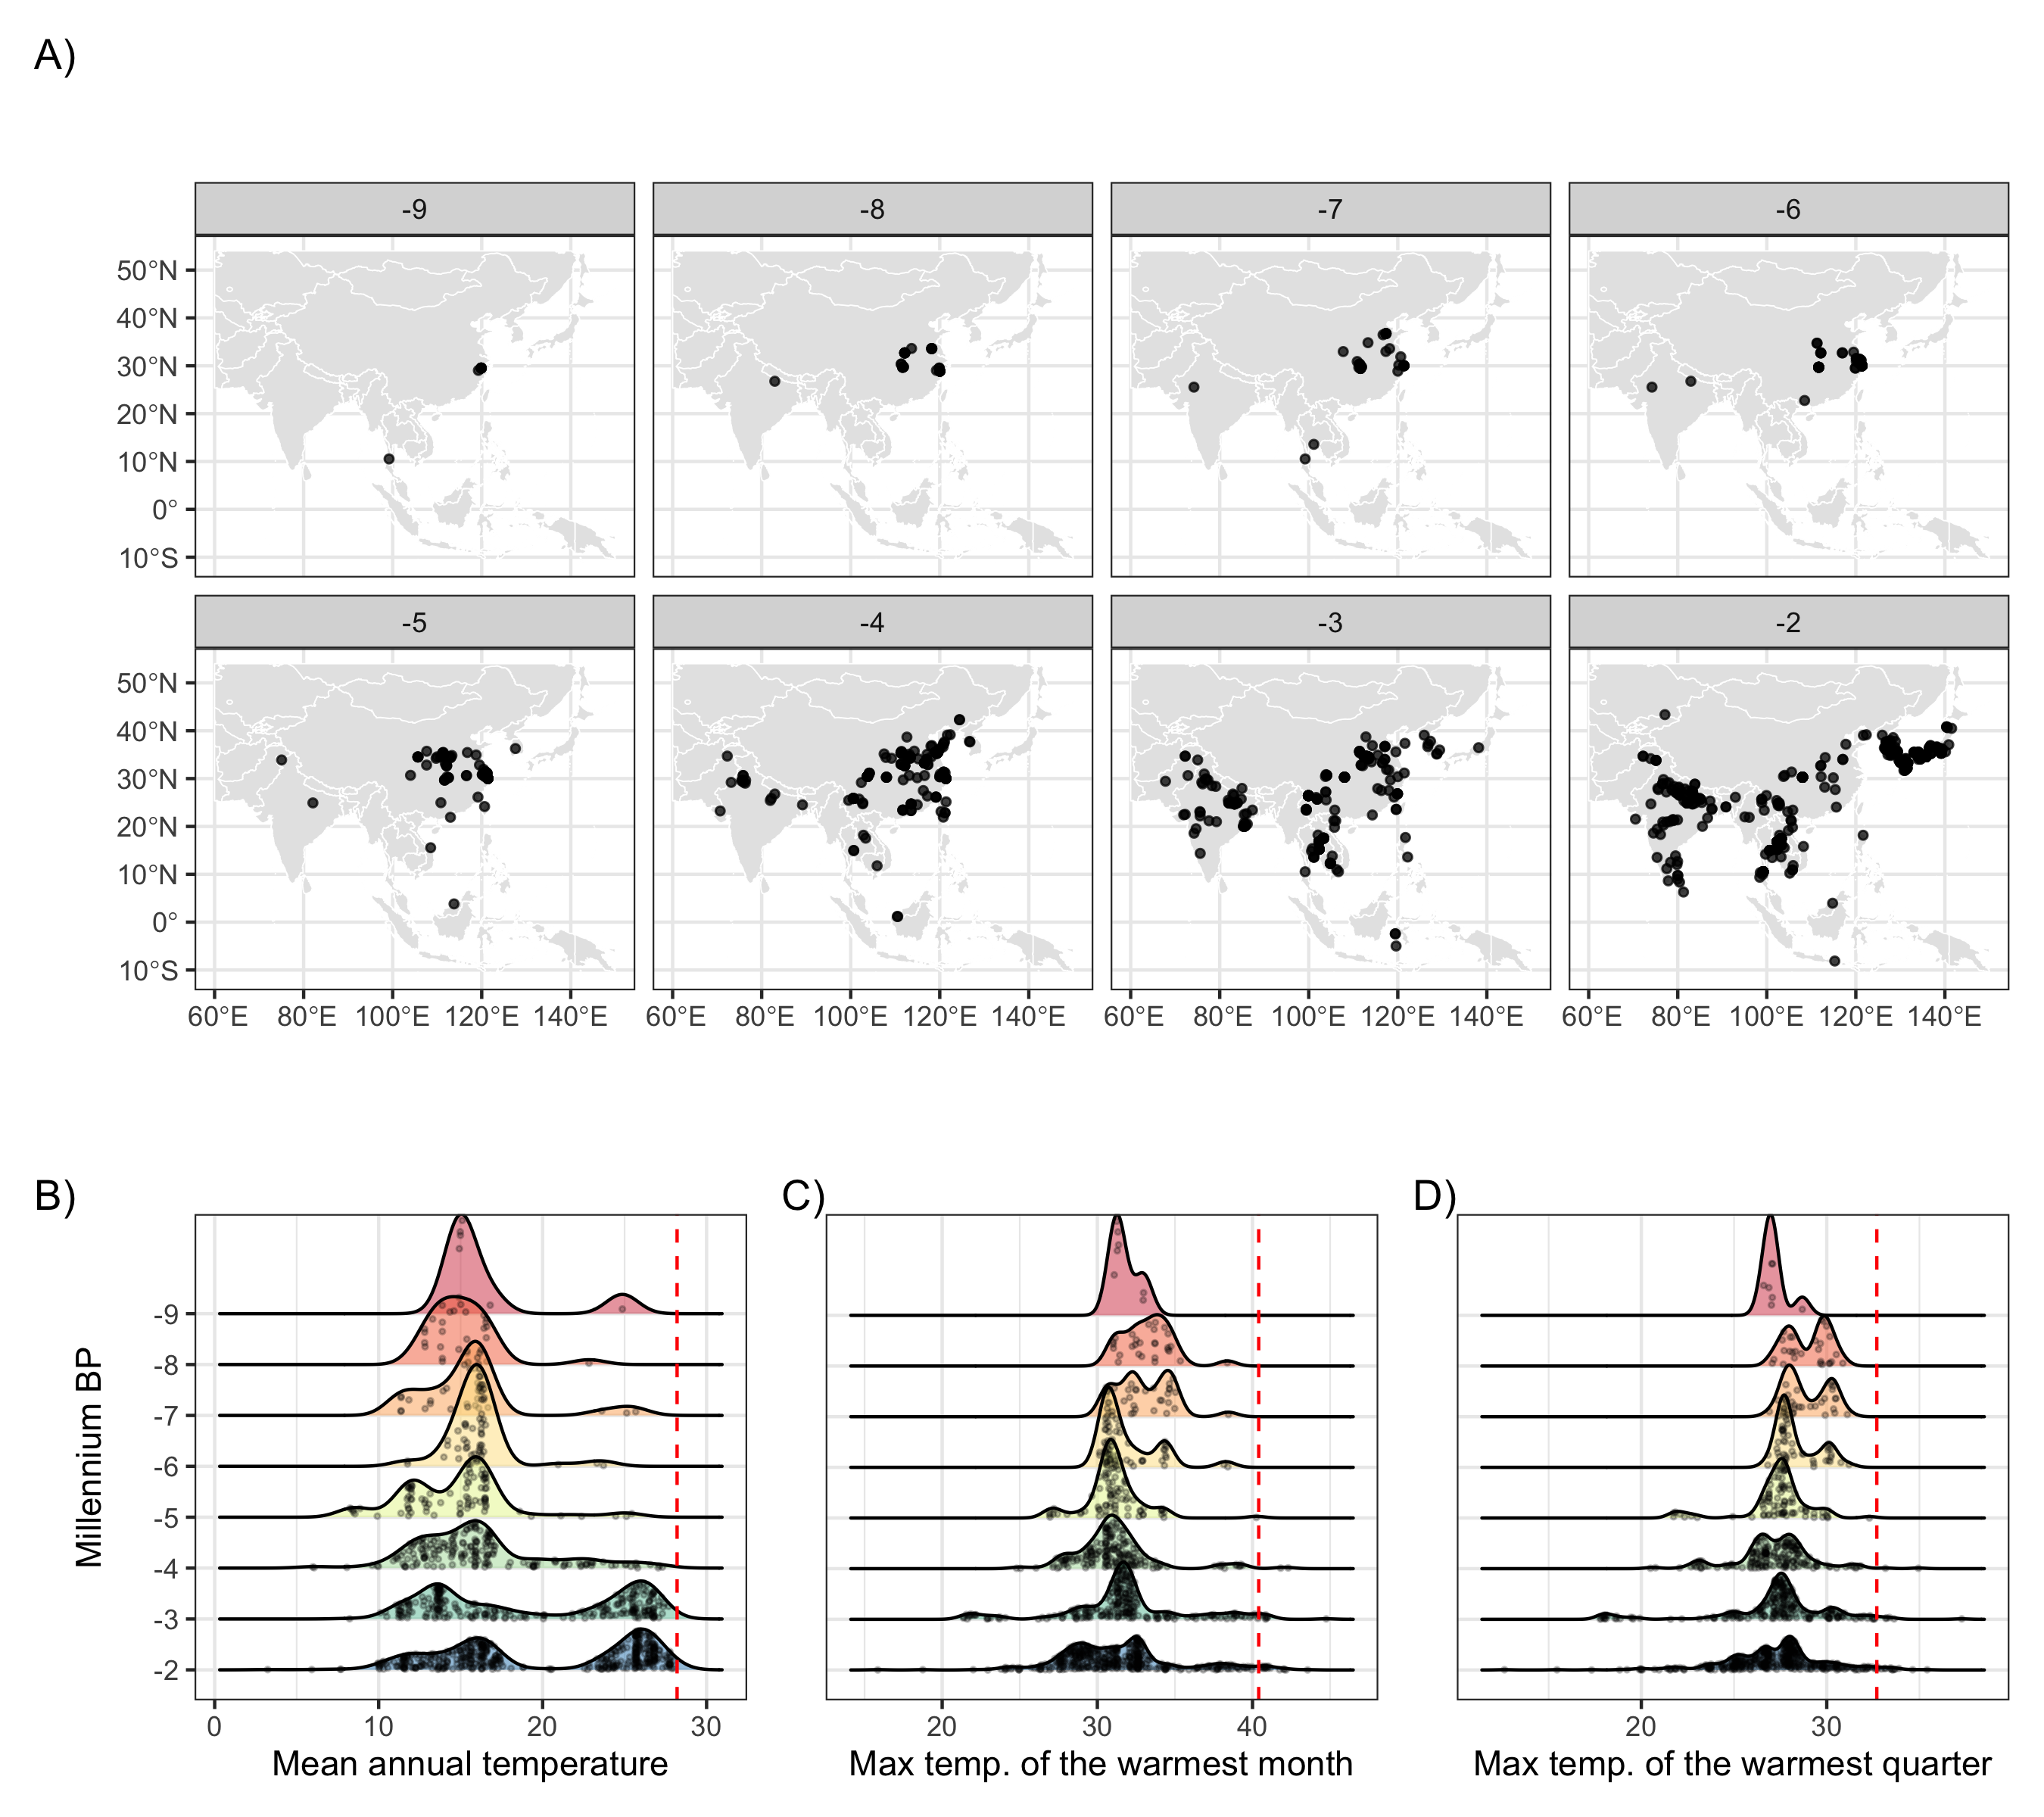 A)
-9 -8 -7 -6
50°N
40°N
30°N
20°N
10°N
0°
10°S
-5 -4 -3 -2
50°N
40°N
30°N
20°N
10°N
0°
10°S
60°E 80°E 100°E 120°E 140°E 60°E 80°E 100°E 120°E 140°E 60°E 80°E 100°E 120°E 140°E 60°E 80°E 100°E 120°E 140°E
B) C) D)
Millennium BP
-9
-8
-7
-6
-5
-4
-3
-2
0 10 20 30 20 30 40 20 30
Mean annual temperature Max temp. of the warmest month Max temp. of the warmest quarter